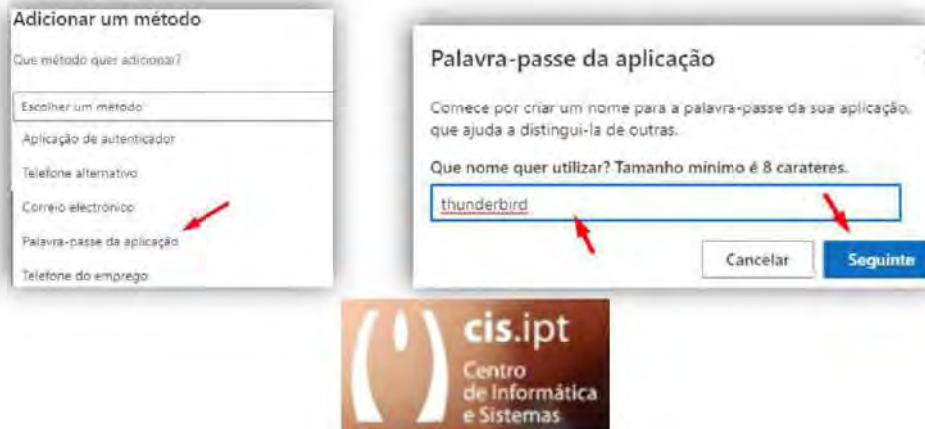 Adicionar um método
Que método quer adicionar?
Escolher um método
Aplicação de autenticador
Telefone alternativo
Correio electrónico
Palavra-passe da aplicação
Telefone do emprego
Palavra-passe da aplicação
Comece por criar um nome para a palavra-passe da sua aplicação,
que ajuda a distingui-la de outras.
Que nome quer utilizar? Tamanho mínimo é 8 carateres.
thunderbird
Cancelar
Seguinte
cis.ipt
Centro
de Informática
e Sistemas